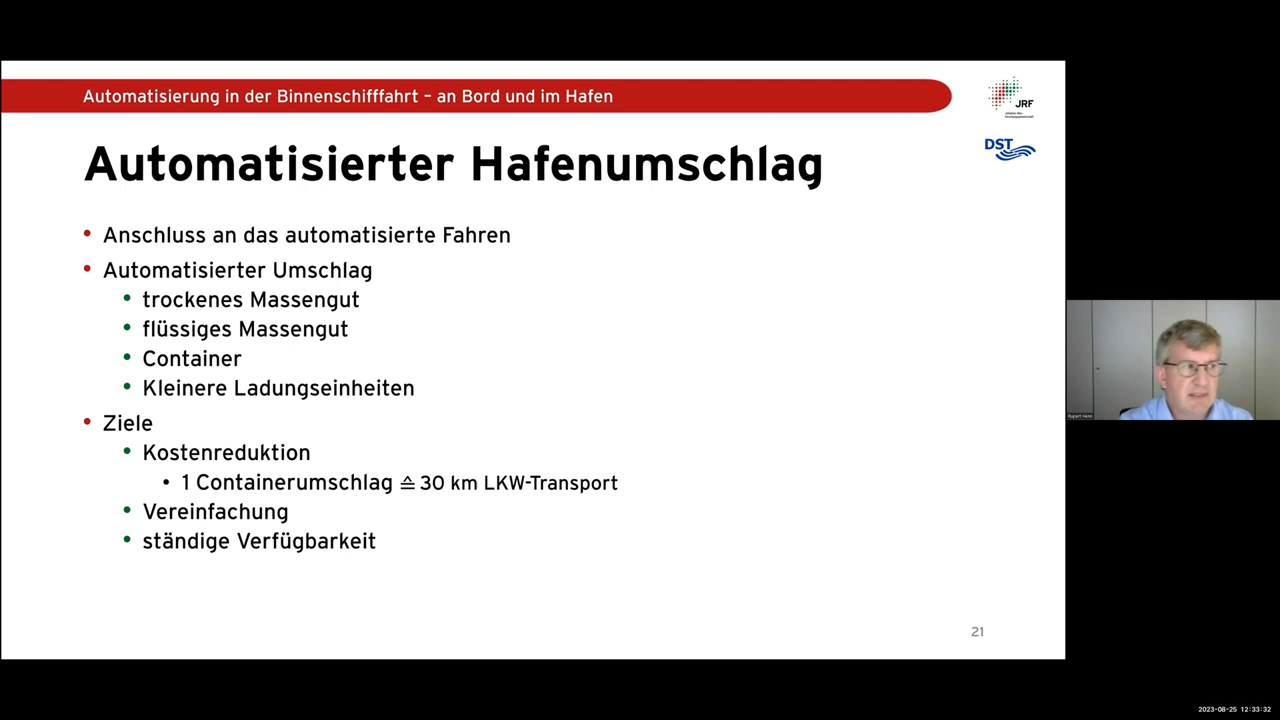 Automatisierung in der Binnenschifffahrt – an Bord und im Hafen
JRF
DST
Automatisierter Hafenumschlag
• Anschluss an das automatisierte Fahren
• Automatisierter Umschlag
• trockenes Massengut
• flüssiges Massengut
• Container
• Kleinere Ladungseinheiten
• Ziele
• Kostenreduktion
• 1 Containerumschlag ≙ 30 km LKW-Transport
• Vereinfachung
• ständige Verfügbarkeit
21
Rupert Henn
2023-08-25 12:33:32